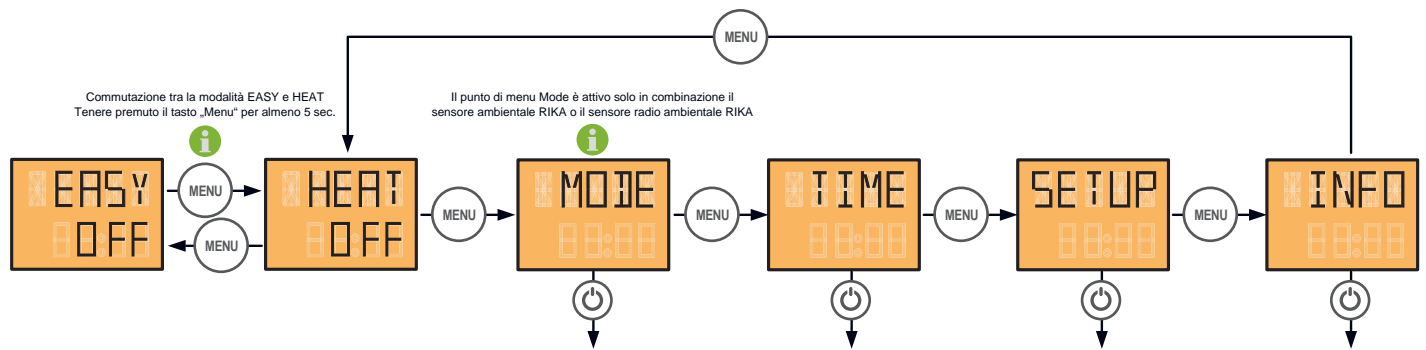 MENU
Commutazione tra la modalità EASY e HEAT
Tenere premuto il tasto „Menu“ per almeno 5 sec.
Il punto di menu Mode è attivo solo in combinazione il
sensore ambientale RIKA o il sensore radio ambientale RIKA
EASY
OFF
MENU
MENU
HEAT
OFF
MENU
MODE
MENU
TIME
MENU
SETUP
MENU
INFO